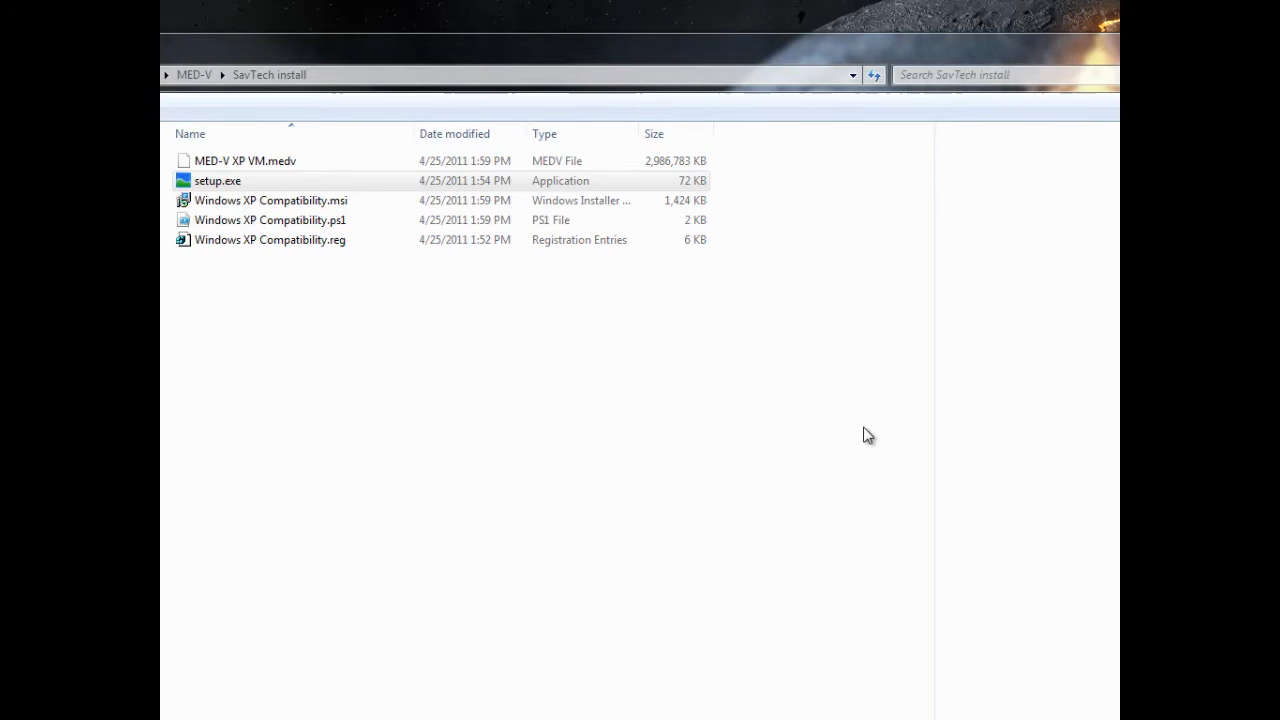 MED-V SavTech install Search SavTech install
Name Date modified Type Size
MED-V XP VM.medv 4/25/2011 1:59 PM MEDV File 2,986,783 KB
setup.exe 4/25/2011 1:54 PM Application 72 KB
Windows XP Compatibility.msi 4/25/2011 1:59 PM Windows Installer ... 1,424 KB
Windows XP Compatibility.ps1 4/25/2011 1:59 PM PS1 File 2 KB
Windows XP Compatibility.reg 4/25/2011 1:52 PM Registration Entries 6 KB